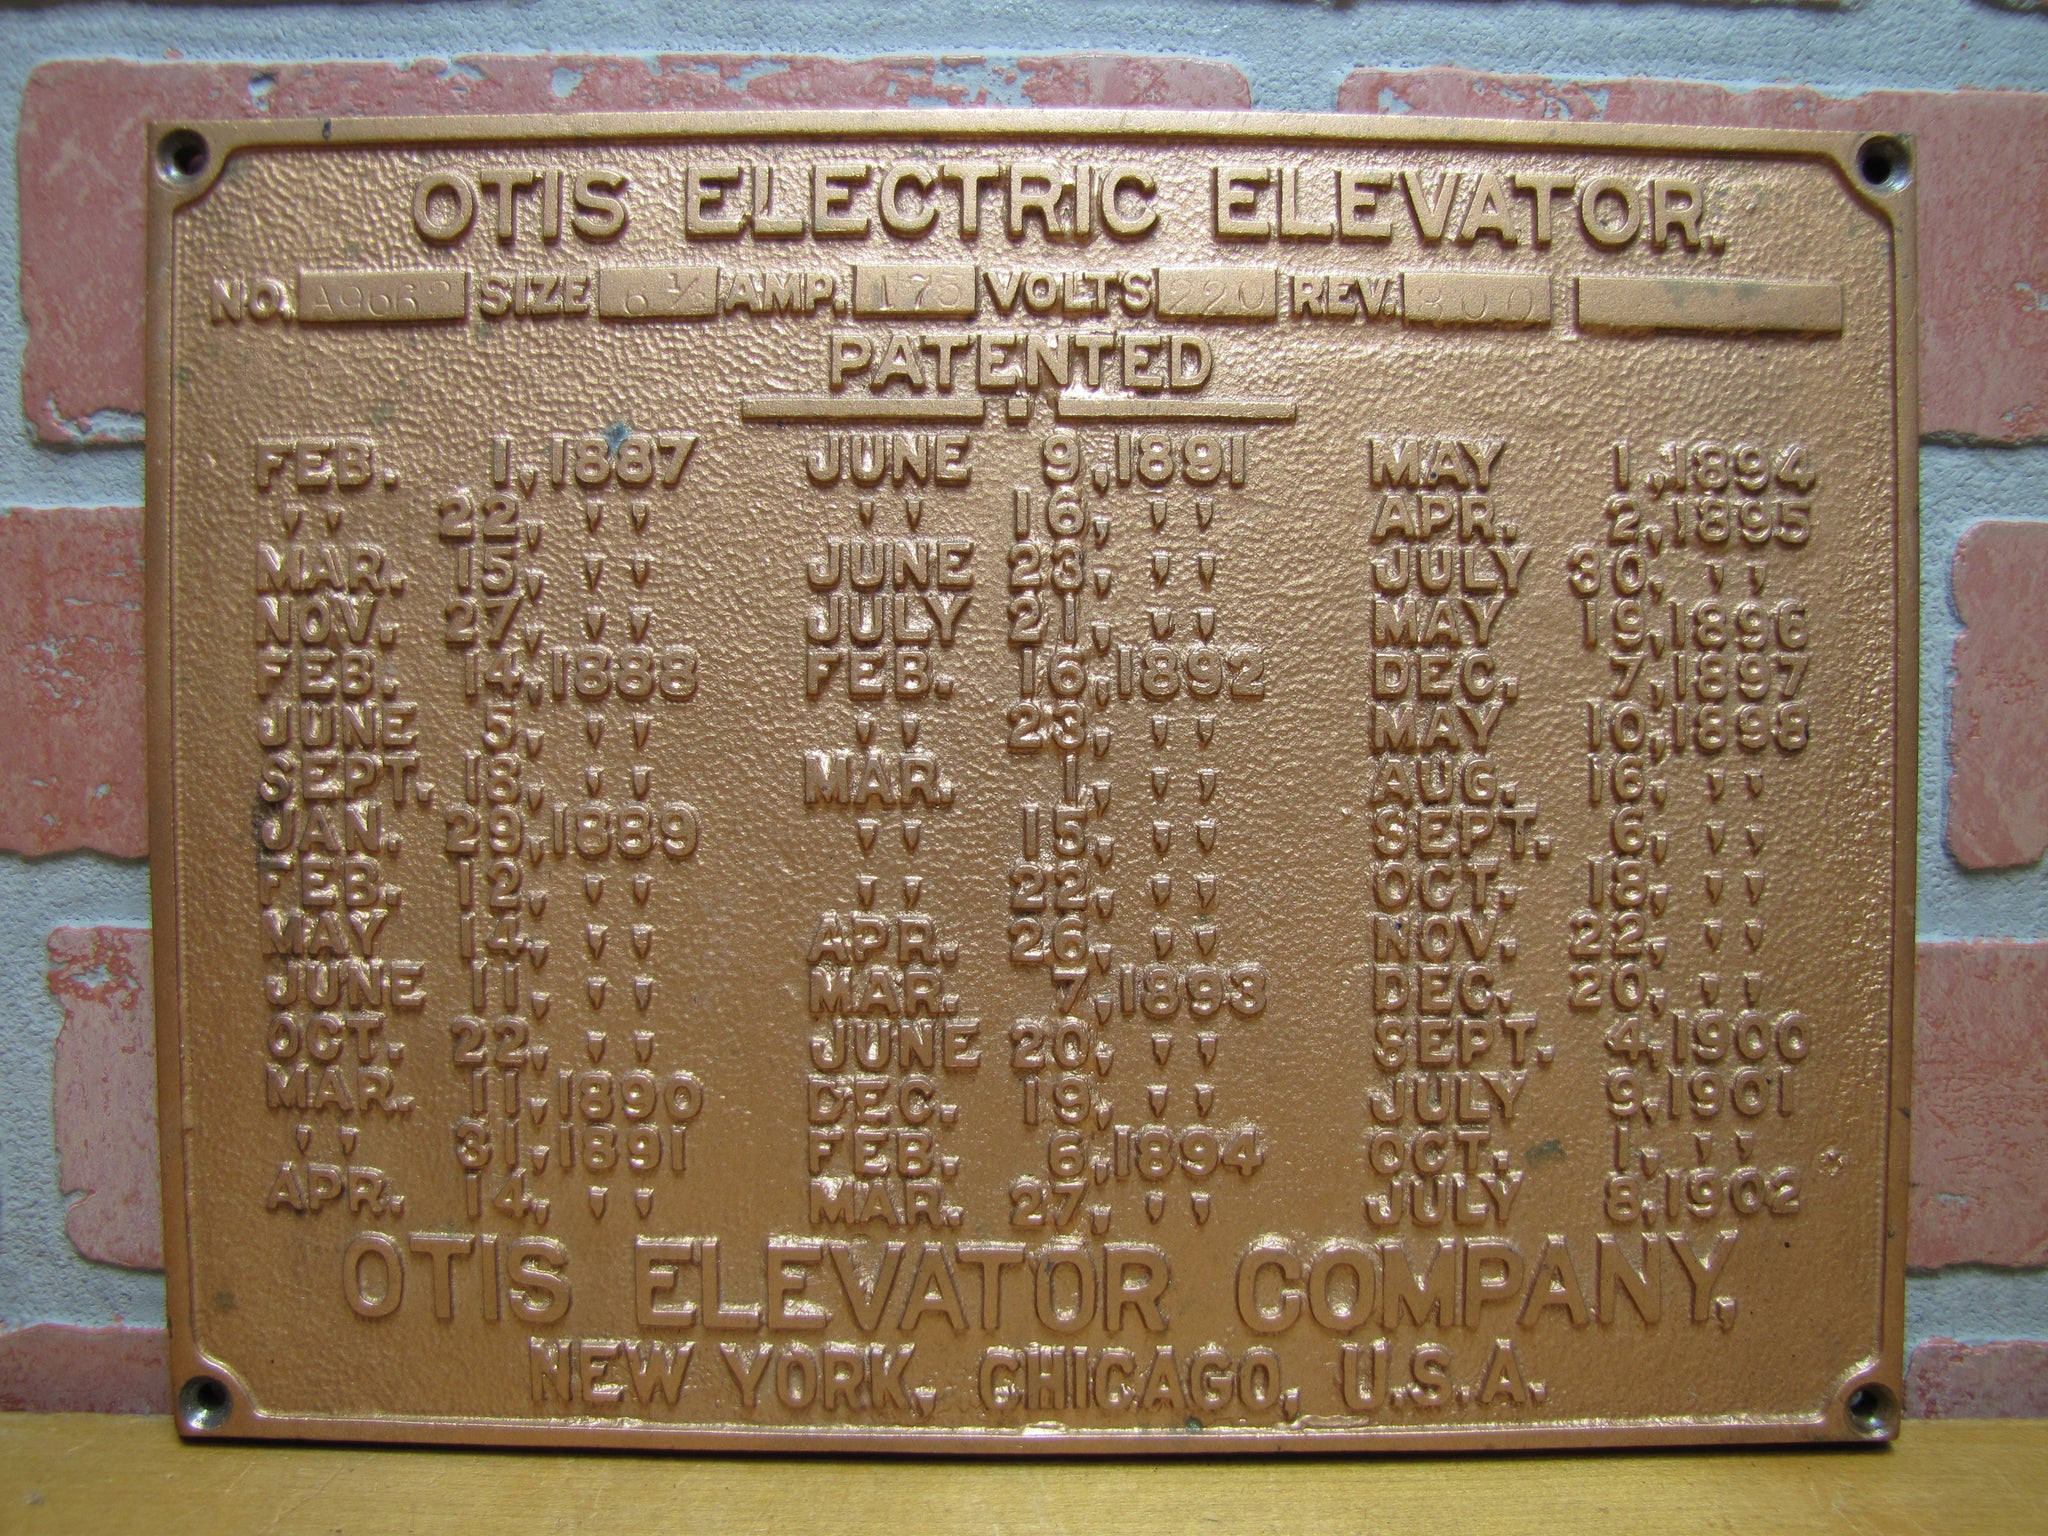 OTIS ELECTRIC ELEVATOR.
NO. A9662 SIZE 6½ AMP. 175 VOLTS 220 REV. 800
PATENTED
FEB. 1, 1887 JUNE 9, 1891 MAY 1, 1894
" 22, " " 16, " APR. 2, 1895
MAR. 15, " JUNE 23, " JULY 30, "
NOV. 27, " JULY 21, " MAY 19, 1896
FEB. 14, 1888 FEB. 16, 1892 DEC. 7, 1897
JUNE 5, " " 23, " MAY 10, 1898
SEPT. 18, " MAR. 1, " AUG. 16, "
JAN. 29, 1889 " 15, " SEPT. 6, "
FEB. 12, " " 22, " OCT. 18, "
MAY 14, " APR. 26, " NOV. 22, "
JUNE 11, " MAR. 7, 1893 DEC. 20, "
OCT. 22, " JUNE 20, " SEPT. 4, 1900
MAR. 11, 1890 DEC. 19, " JULY 9, 1901
" 31, 1891 FEB. 6, 1894 OCT. 1, "
APR. 14, " MAR. 27, " JULY 8, 1902
OTIS ELEVATOR COMPANY,
NEW YORK, CHICAGO, U.S.A.